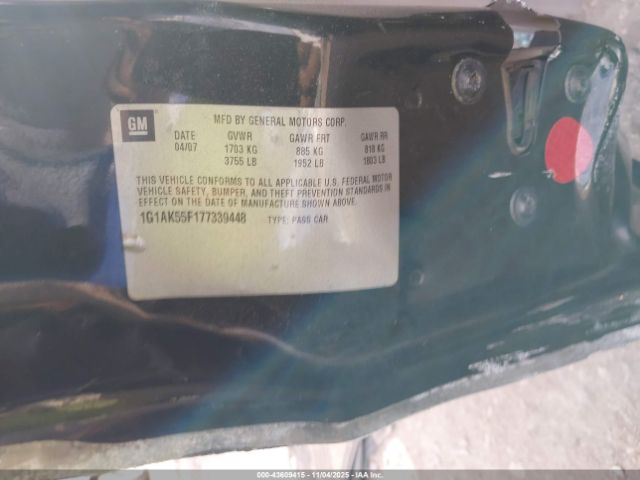 GM
MFD BY GENERAL MOTORS CORP.
DATE GVWR GAWR FRT GAWR RR
04/07 1703 KG 885 KG 818 KG
3755 LB 1952 LB 1803 LB
THIS VEHICLE CONFORMS TO ALL APPLICABLE U.S. FEDERAL MOTOR
VEHICLE SAFETY, BUMPER, AND THEFT PREVENTION STANDARDS IN
EFFECT ON THE DATE OF MANUFACTURE SHOWN ABOVE.
1G1AK55F177339448 TYPE: PASS CAR
000-43609415 - 11/04/2025 - IAA Inc.